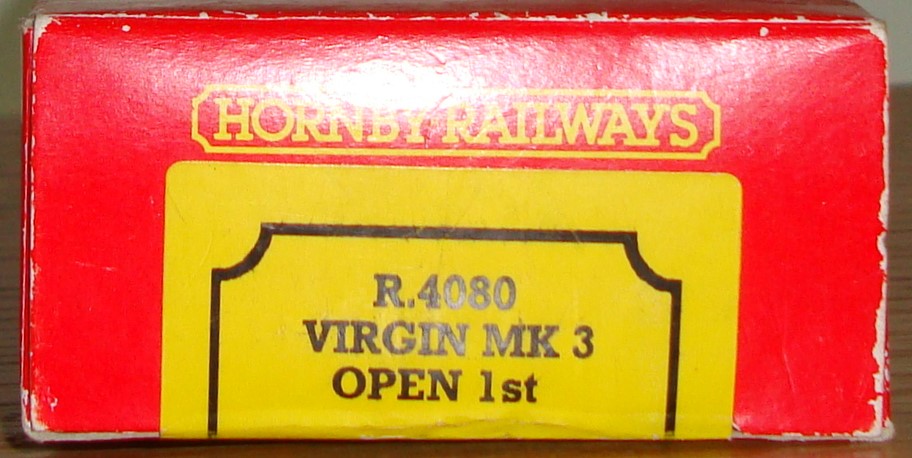 HORNBY RAILWAYS
R.4080
VIRGIN MK 3
OPEN 1st